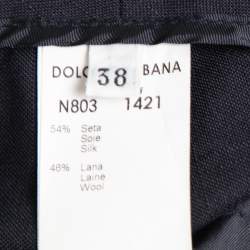 DOLC BANA
38
N803 1421
54% Seta
Soie
Silk
46% Lana
Laine
Wool